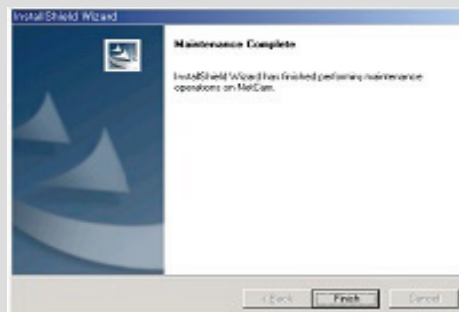 InstallShield Wizard
Maintenance Complete
InstallShield Wizard has finished performing maintenance
operations on NetCam.
< Back Finish Cancel